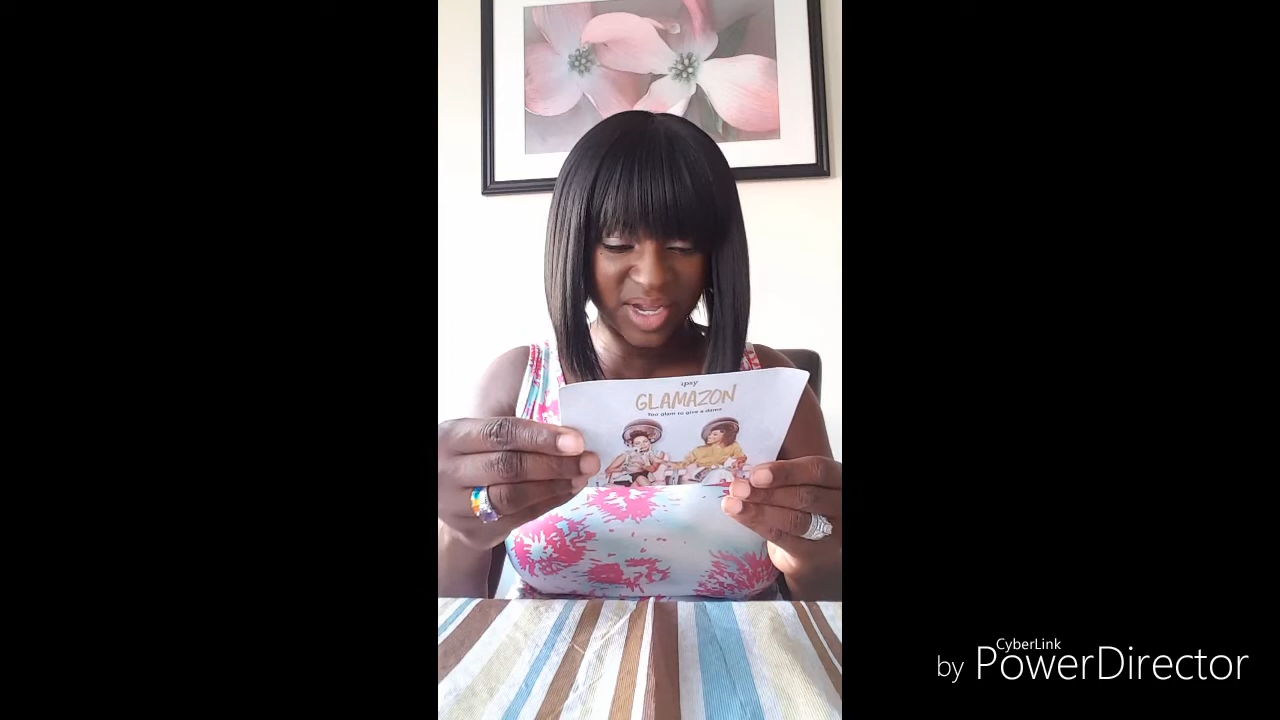 ipsy
GLAMAZON
Too glam to give a damn
CyberLink
by PowerDirector